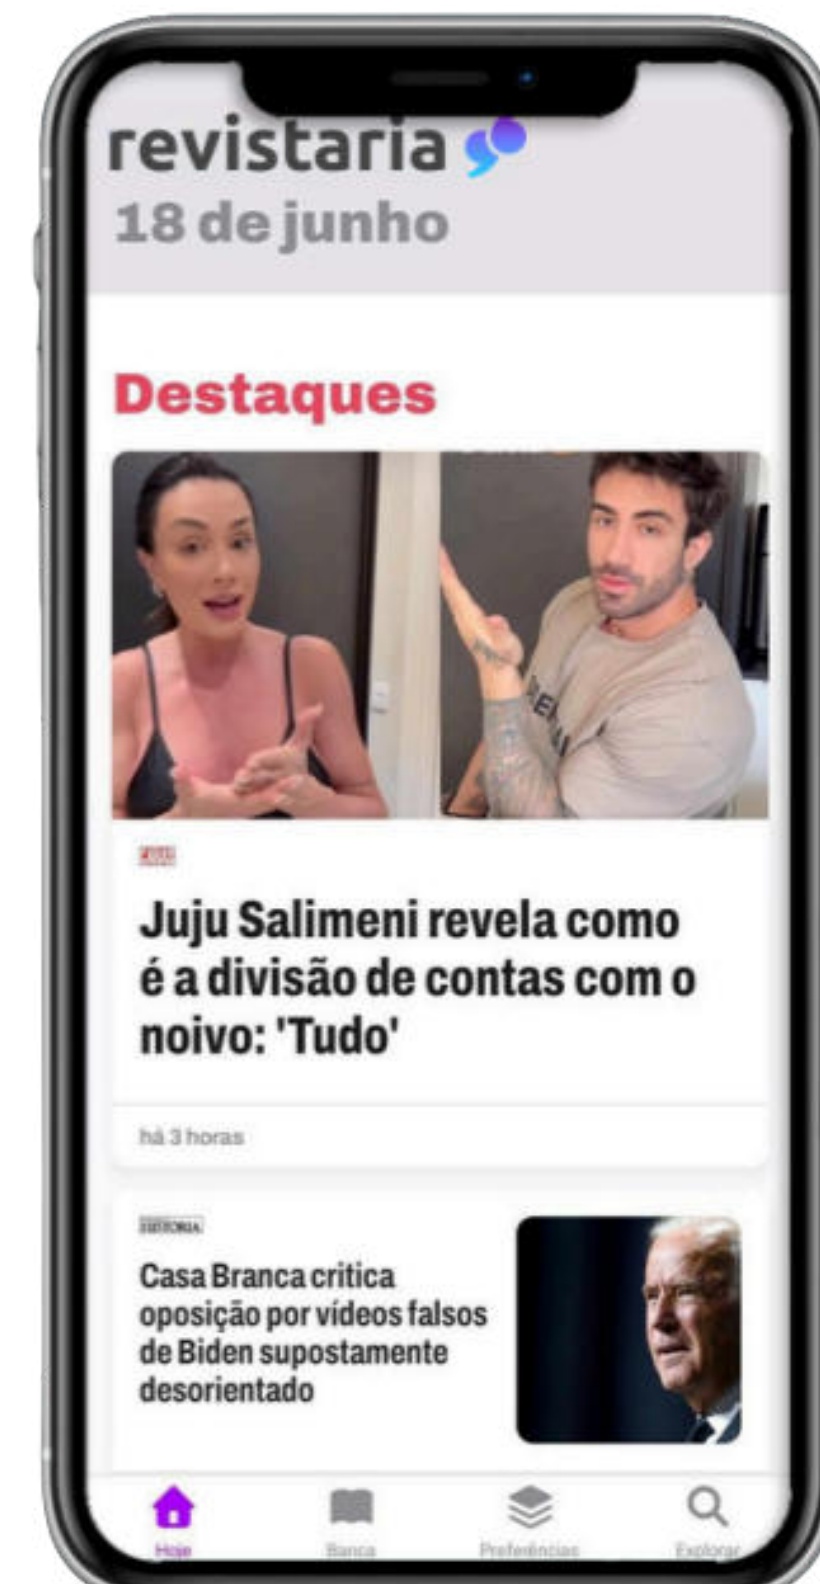 revistaria
18 de junho
Destaques
Juju Salimeni revela como
é a divisão de contas com o
noivo: 'Tudo'
há 3 horas
HISTÓRIA
Casa Branca critica
oposição por vídeos falsos
de Biden supostamente
desorientado
Hoje
Banca
Preferências
Explorar